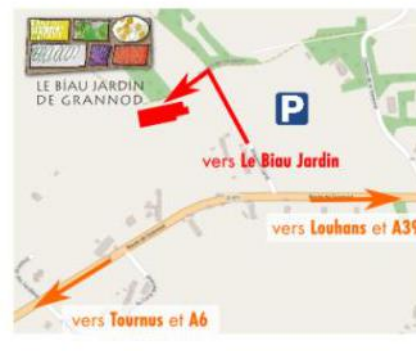 LE BIAU JARDIN
DE GRANNOD
P
vers Le Biau Jardin
vers Louhans et A39
vers Tournus et A6